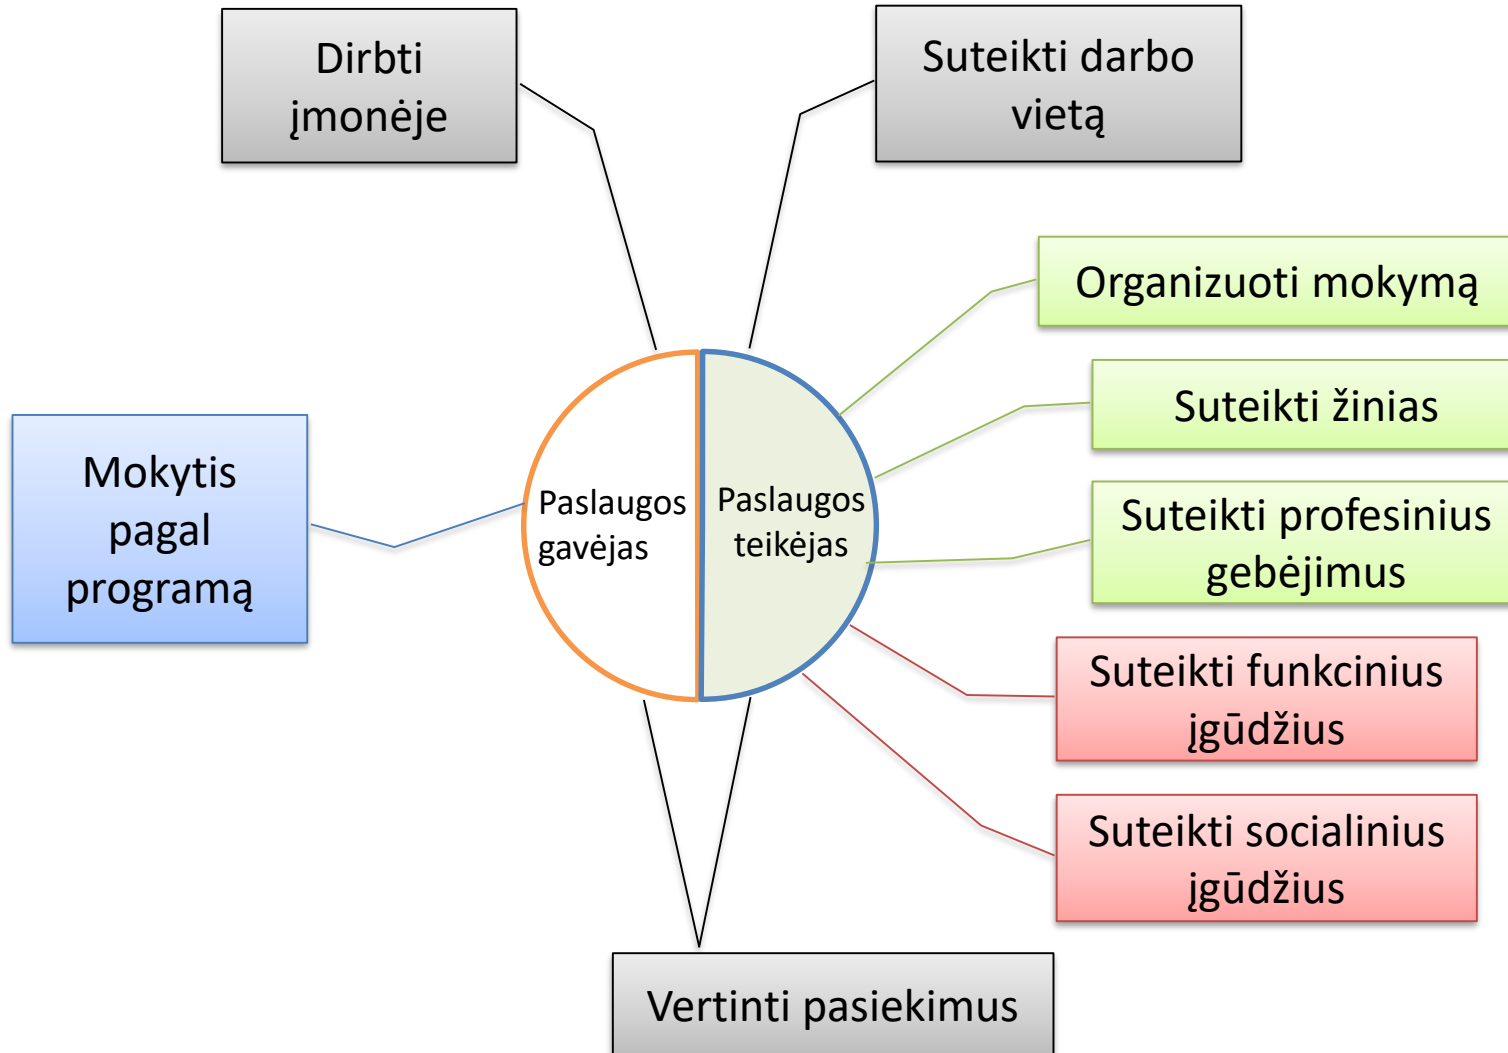 Dirbti
įmonėje
Suteikti darbo
vietą
Organizuoti mokymą
Suteikti žinias
Mokytis
pagal
programą
Paslaugos
gavėjas
Paslaugos
teikėjas
Suteikti profesinius
gebėjimus
Suteikti funkcinius
įgūdžius
Suteikti socialinius
įgūdžius
Vertinti pasiekimus